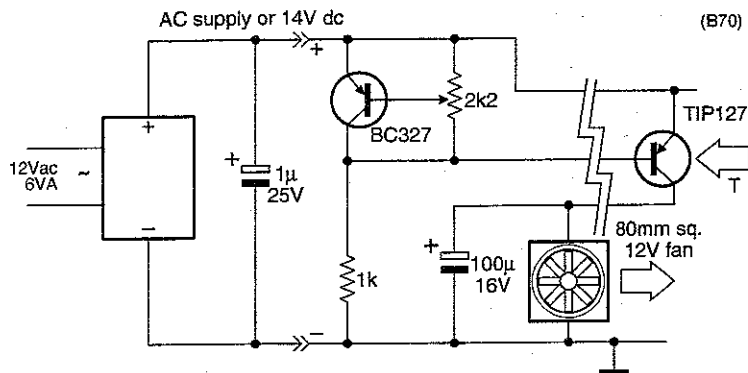 AC supply or 14V dc
(B70)
+
2k2
TIP127
BC327
+
12Vac
6VA
~
+
1µ
25V
T
−
80mm sq.
12V fan
+
100µ
16V
1k
−